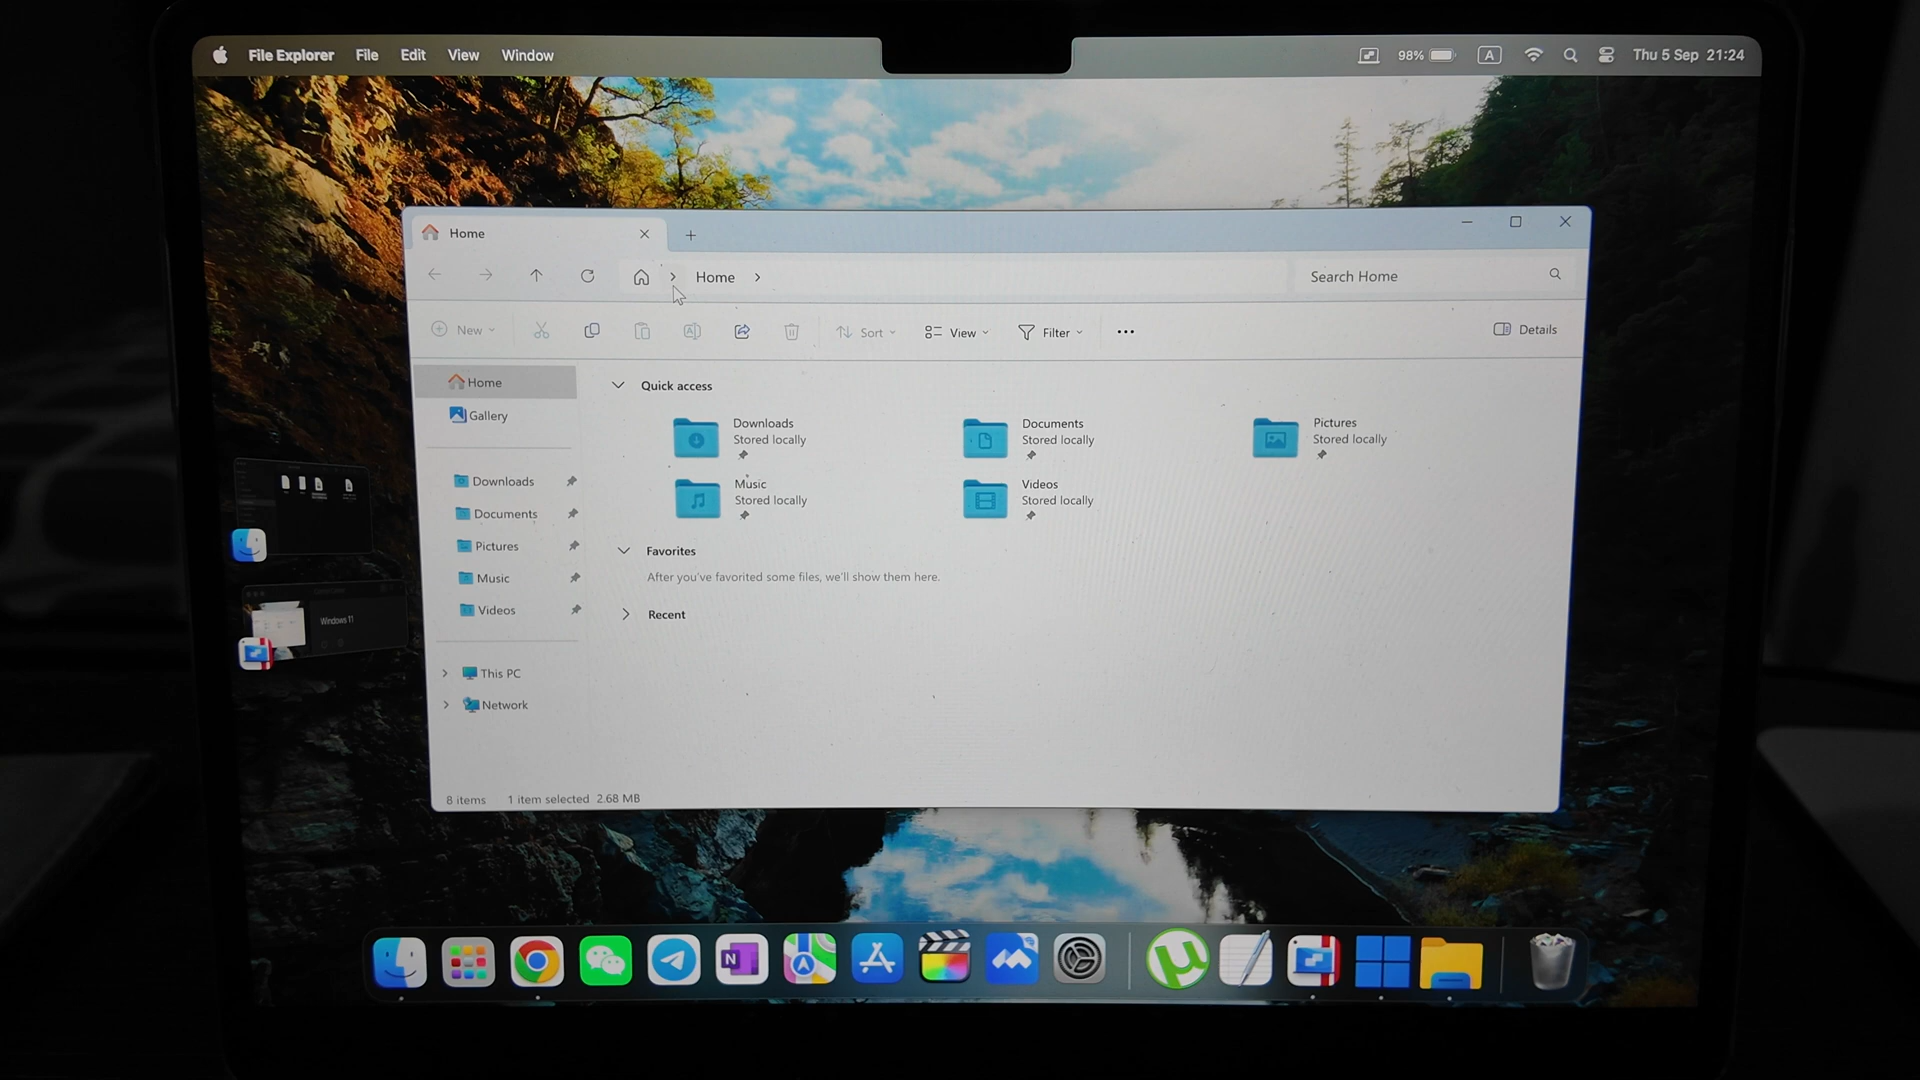 File Explorer File Edit View Window 98% A Thu 5 Sep 21:24
Home
Home Search Home
New A Sort View Filter Details
Home
Gallery
Downloads
Documents
Pictures
Music
Videos
This PC
Network
Quick access
Downloads
Stored locally
Documents
Stored locally
Pictures
Stored locally
Music
Stored locally
Videos
Stored locally
Favorites
After you've favorited some files, we'll show them here.
Recent
8 items 1 item selected 2.68 MB
Windows 11
N